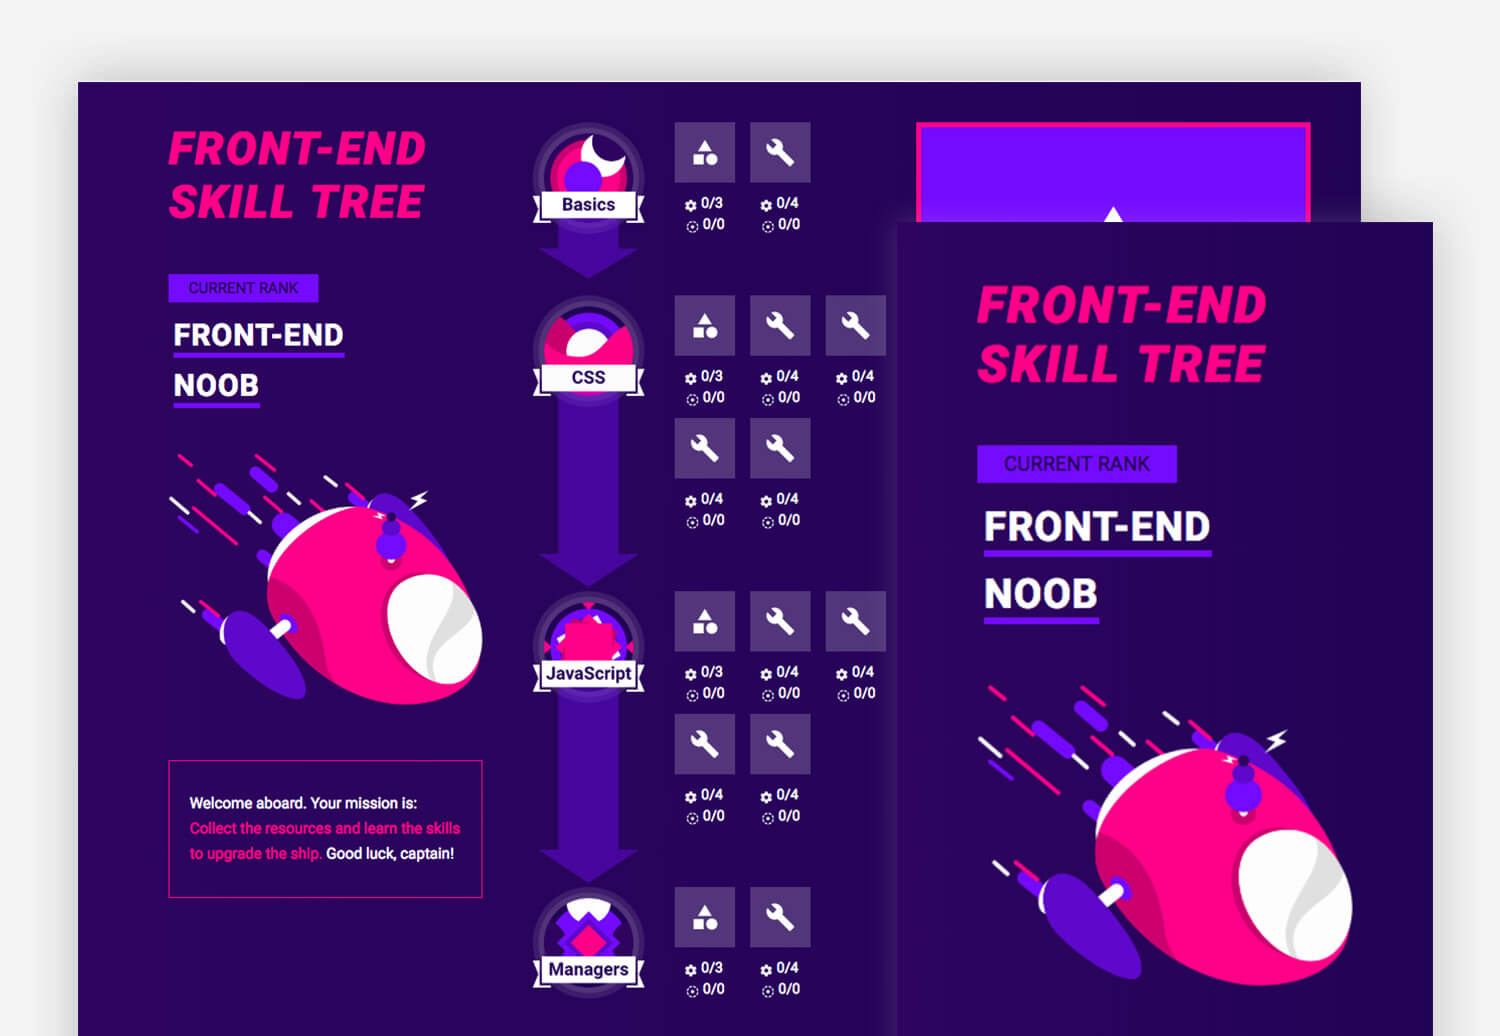 FRONT-END
SKILL TREE
CURRENT RANK
FRONT-END
NOOB
Welcome aboard. Your mission is:
Collect the resources and learn the skills
to upgrade the ship. Good luck, captain!
Basics
0/3 0/4
0/0 0/0
CSS
0/3 0/4 0/4
0/0 0/0 0/0
0/4 0/4
0/0 0/0
JavaScript
0/3 0/4 0/4
0/0 0/0 0/0
0/4 0/4
0/0 0/0
Managers
0/3 0/4
0/0 0/0
FRONT-END
SKILL TREE
CURRENT RANK
FRONT-END
NOOB